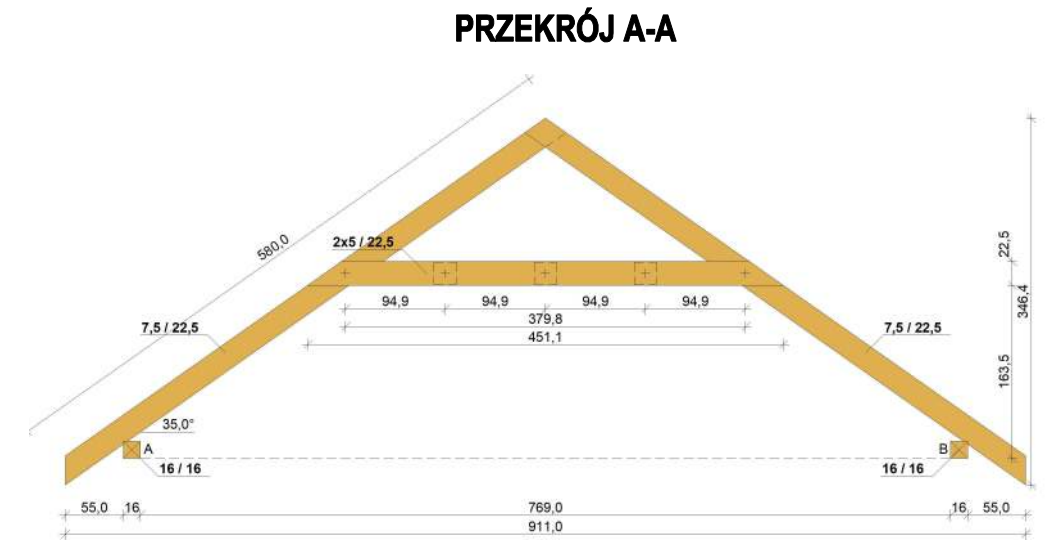 PRZEKRÓJ A-A
580,0
2x5 / 22,5
22,5
346,4
94,9 94,9 94,9 94,9
379,8
7,5 / 22,5 7,5 / 22,5
451,1
163,5
35,0°
A B
16 / 16 16 / 16
55,0 16 769,0 16 55,0
911,0